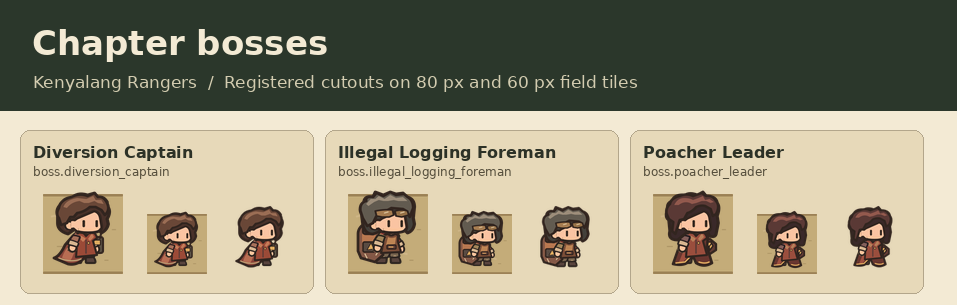 Chapter bosses
Kenyalang Rangers / Registered cutouts on 80 px and 60 px field tiles
Diversion Captain
boss.diversion_captain
Illegal Logging Foreman
boss.illegal_logging_foreman
Poacher Leader
boss.poacher_leader